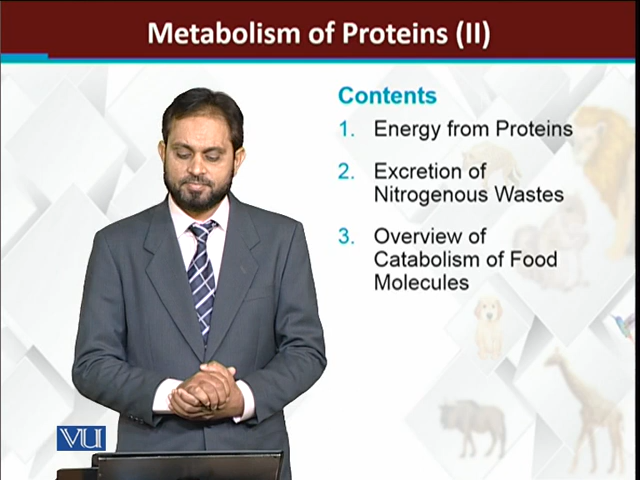 Metabolism of Proteins (II)
Contents
1. Energy from Proteins
2. Excretion of
Nitrogenous Wastes
3. Overview of
Catabolism of Food
Molecules
VU